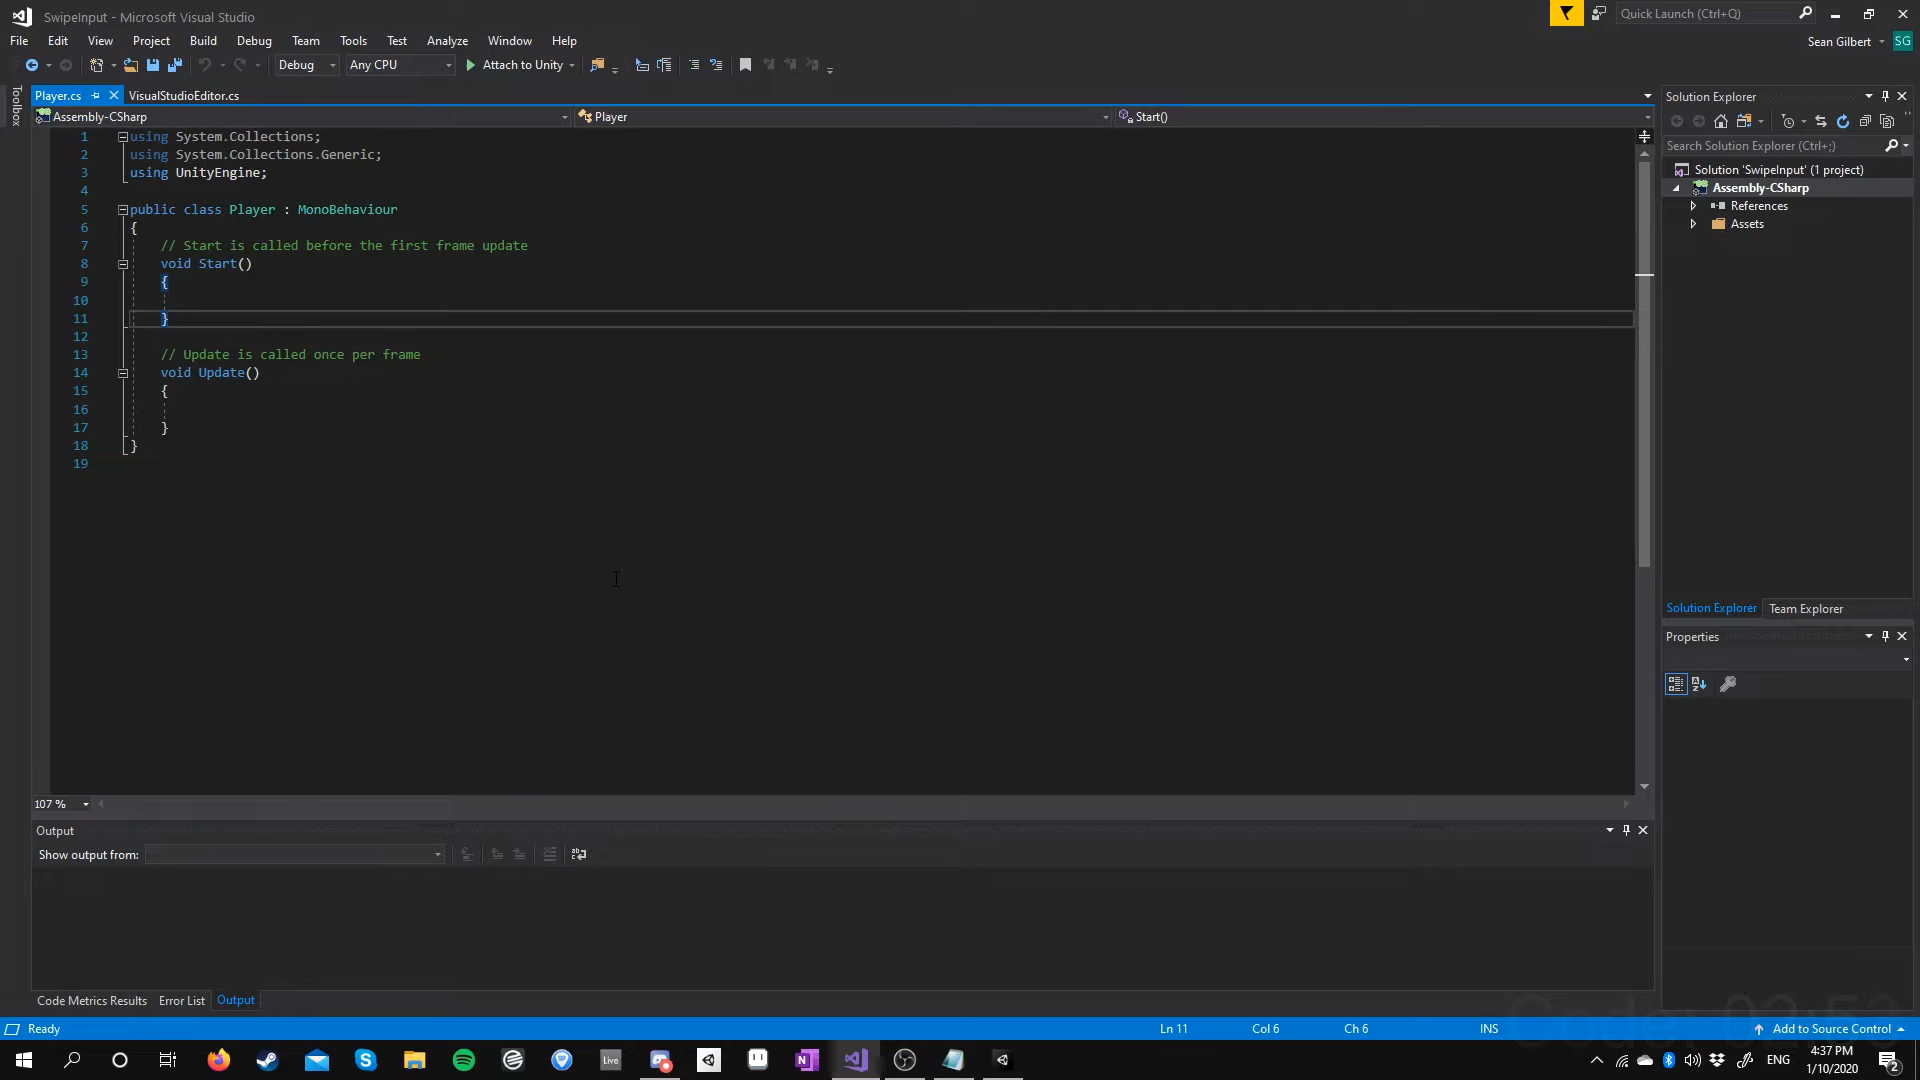 SwipeInput - Microsoft Visual Studio
Quick Launch (Ctrl+Q)
File Edit View Project Build Debug Team Tools Test Analyze Window Help
Sean Gilbert SG
Debug Any CPU Attach to Unity
Toolbox
Player.cs VisualStudioEditor.cs
Assembly-CSharp Player Start()
1 using System.Collections;
2 using System.Collections.Generic;
3 using UnityEngine;
4
5 public class Player : MonoBehaviour
6 {
7 // Start is called before the first frame update
8 void Start()
9 {
10
11 }
12
13 // Update is called once per frame
14 void Update()
15 {
16
17 }
18 }
19
107 %
Output
Show output from:
Code Metrics Results Error List Output
Solution Explorer
Search Solution Explorer (Ctrl+;)
Solution 'SwipeInput' (1 project)
Assembly-CSharp
References
Assets
Solution Explorer Team Explorer
Properties
Code: 02:53
Ready Ln 11 Col 6 Ch 6 INS Add to Source Control
Live
ENG
4:37 PM
1/10/2020
2